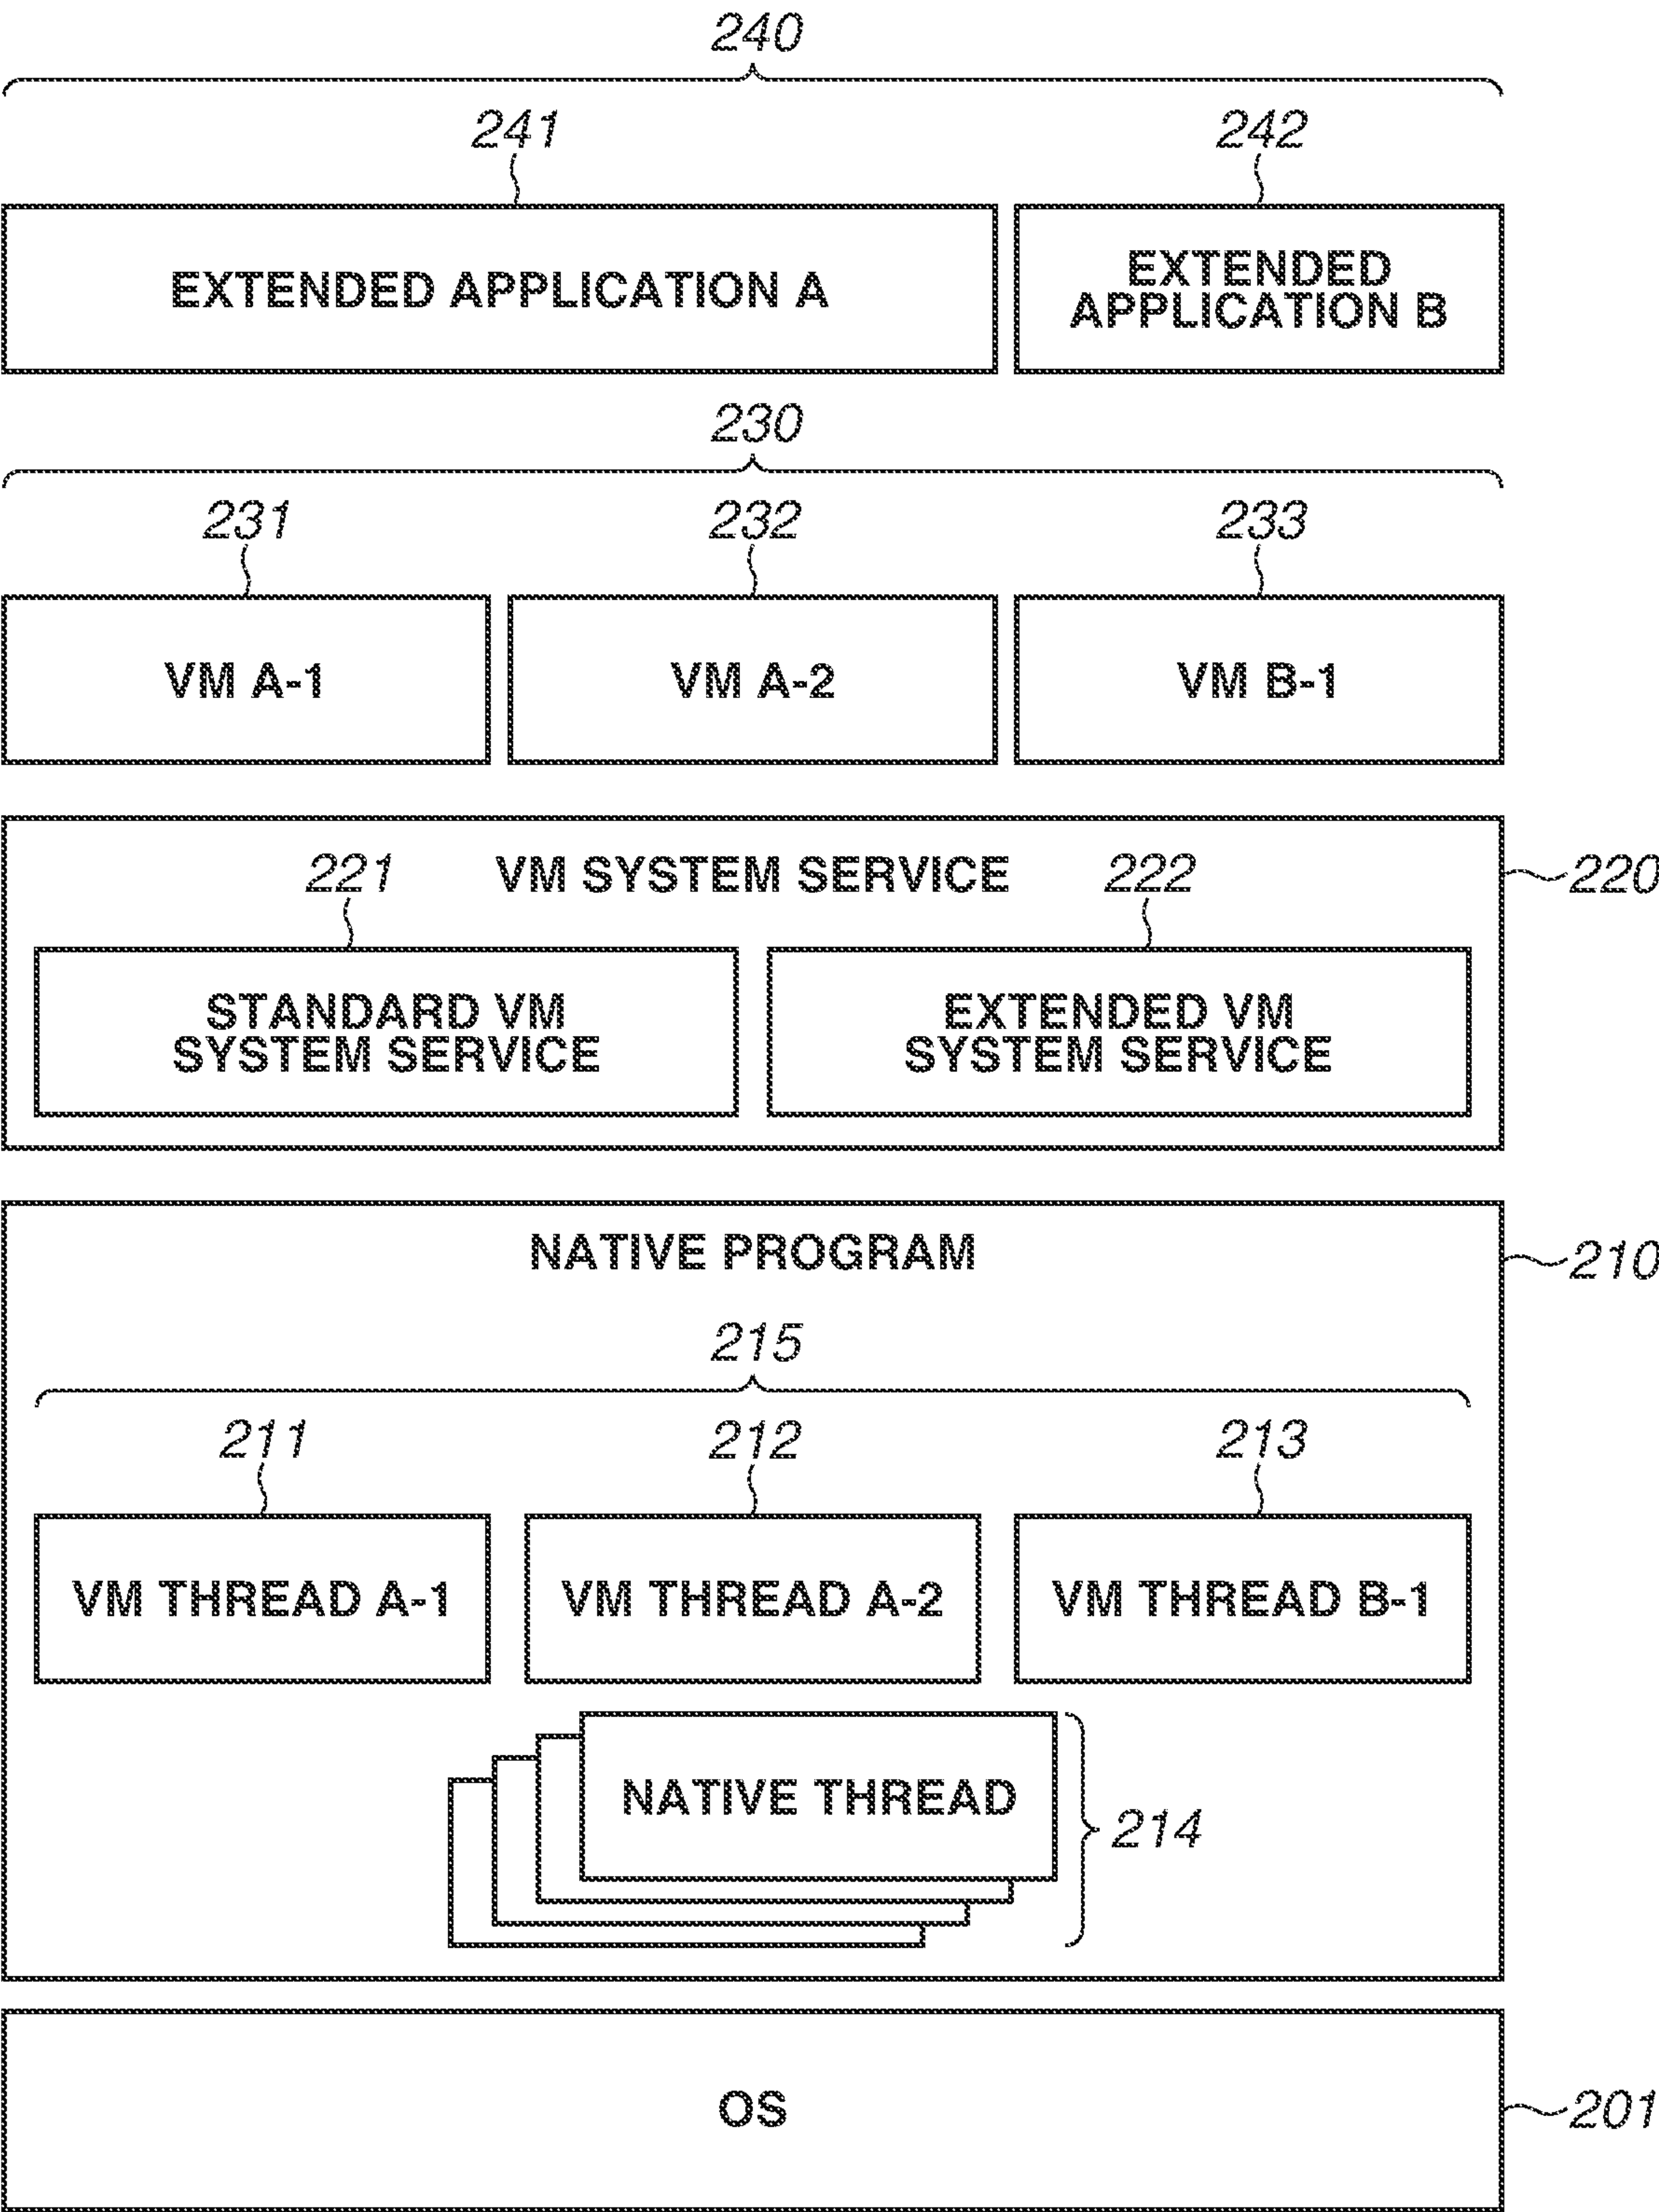 240
241
242
EXTENDED APPLICATION A
EXTENDED
APPLICATION B
230
231
232
233
VM A-1
VM A-2
VM B-1
VM SYSTEM SERVICE
220
221
222
STANDARD VM
SYSTEM SERVICE
EXTENDED VM
SYSTEM SERVICE
NATIVE PROGRAM
210
215
211
212
213
VM THREAD A-1
VM THREAD A-2
VM THREAD B-1
NATIVE THREAD
214
OS
201